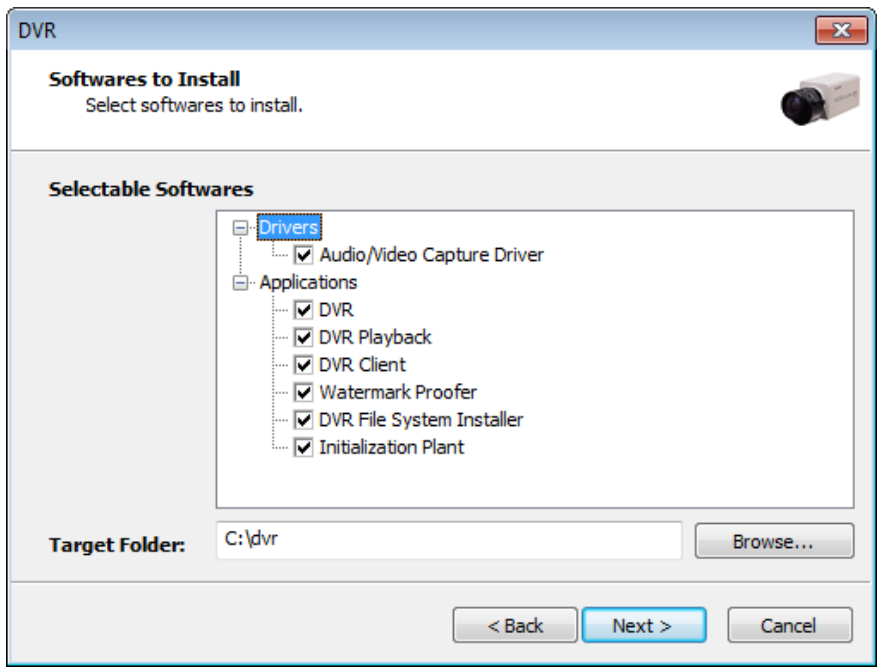 DVR
Softwares to Install
Select softwares to install.
Selectable Softwares
Drivers
Audio/Video Capture Driver
Applications
DVR
DVR Playback
DVR Client
Watermark Proofer
DVR File System Installer
Initialization Plant
Target Folder: C:\dvr Browse...
< Back Next > Cancel